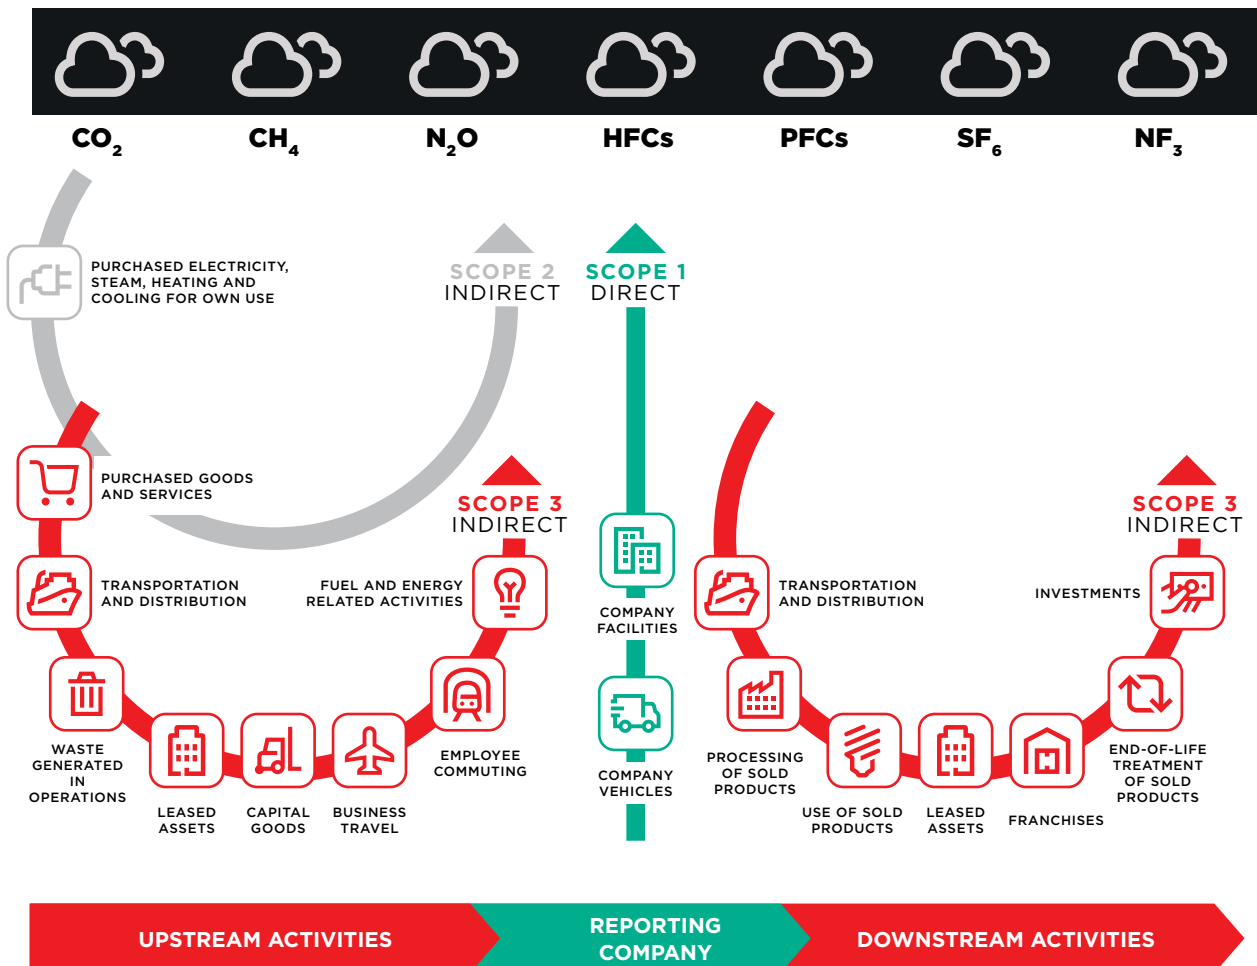 CO2 CH4 N2O HFCs PFCs SF6 NF3
PURCHASED ELECTRICITY,
STEAM, HEATING AND
COOLING FOR OWN USE
SCOPE 2
INDIRECT
SCOPE 1
DIRECT
PURCHASED GOODS
AND SERVICES
SCOPE 3
INDIRECT
SCOPE 3
INDIRECT
TRANSPORTATION
AND DISTRIBUTION
FUEL AND ENERGY
RELATED ACTIVITIES
COMPANY
FACILITIES
TRANSPORTATION
AND DISTRIBUTION
INVESTMENTS
WASTE
GENERATED
IN
OPERATIONS
LEASED
ASSETS
CAPITAL
GOODS
BUSINESS
TRAVEL
EMPLOYEE
COMMUTING
COMPANY
VEHICLES
PROCESSING
OF SOLD
PRODUCTS
USE OF SOLD
PRODUCTS
LEASED
ASSETS
FRANCHISES
END-OF-LIFE
TREATMENT
OF SOLD
PRODUCTS
UPSTREAM ACTIVITIES
REPORTING
COMPANY
DOWNSTREAM ACTIVITIES